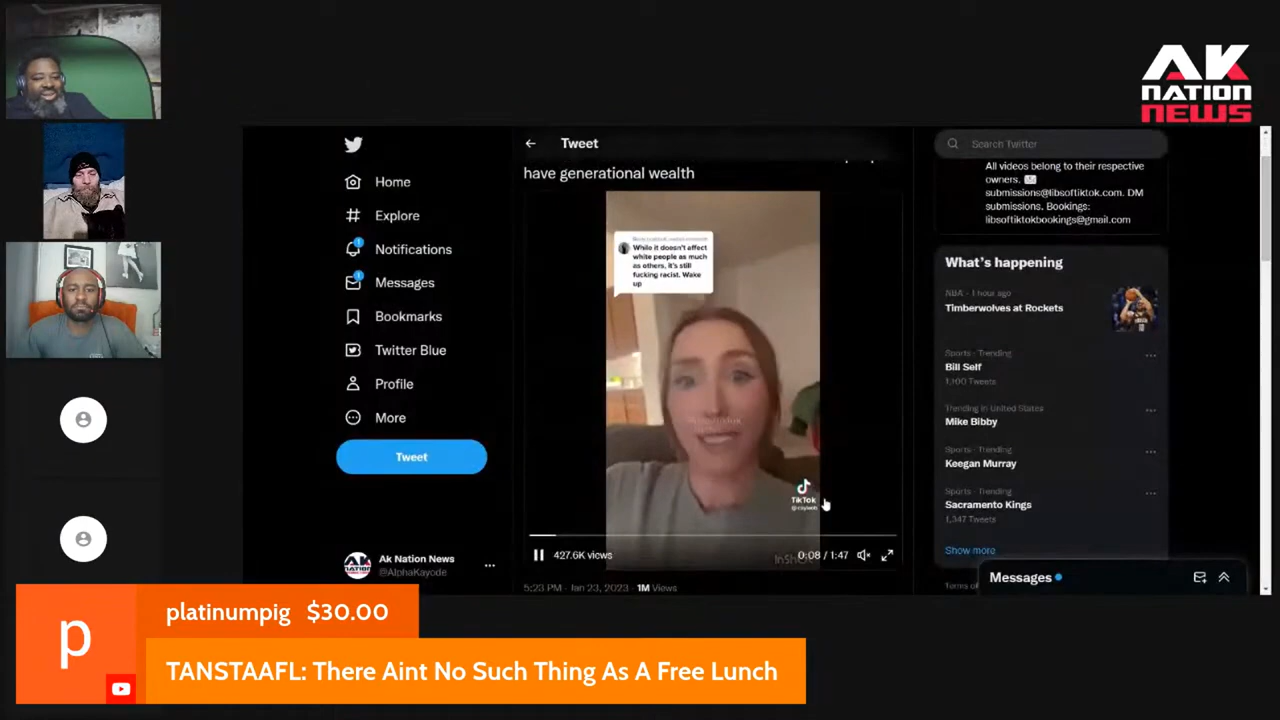 AK
NATION
NEWS
Tweet
Search Twitter
All videos belong to their respective
owners.
submissions@libsoftiktok.com. DM
submissions. Bookings:
libsoftiktokbookings@gmail.com
have generational wealth
Home
Explore
Notifications
Messages
Bookmarks
Twitter Blue
Profile
More
Tweet
While it doesn't affect
white people as much
as others, it's still
fucking racist. Wake
up
TikTok
427.6K views
0:08 / 1:47
InShOt
5:23 PM · Jan 23, 2023 · 1M Views
What's happening
NBA · 1 hour ago
Timberwolves at Rockets
Sports · Trending
Bill Self
1,100 Tweets
Trending in United States
Mike Bibby
Sports · Trending
Keegan Murray
Sports · Trending
Sacramento Kings
1,347 Tweets
Show more
Terms of
Messages
Ak Nation News
@AlphaKayode
AK
NATION
p
platinumpig $30.00
TANSTAAFL: There Aint No Such Thing As A Free Lunch